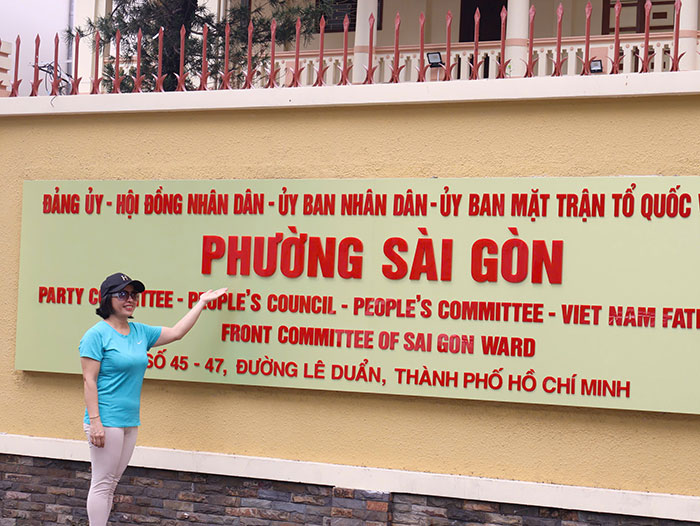 ĐẢNG ỦY - HỘI ĐỒNG NHÂN DÂN - ỦY BAN NHÂN DÂN - ỦY BAN MẶT TRẬN TỔ QUỐC
PHƯỜNG SÀI GÒN
PARTY COMMITTEE - PEOPLE'S COUNCIL - PEOPLE'S COMMITTEE - VIET NAM
FRONT COMMITTEE OF SAI GON WARD
SỐ 45 - 47, ĐƯỜNG LÊ DUẨN, THÀNH PHỐ HỒ CHÍ MINH